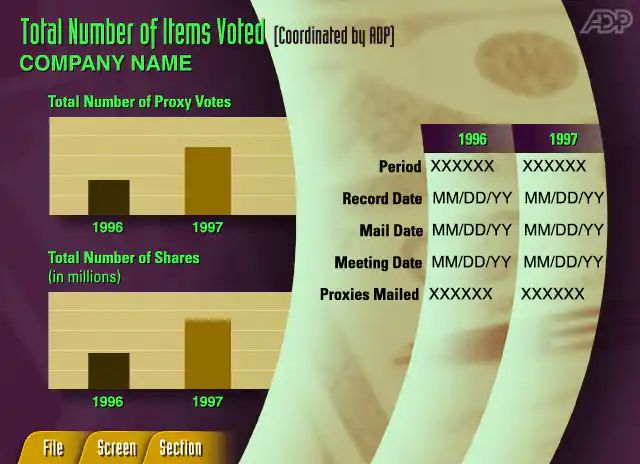 Total Number of Items Voted [Coordinated by ADP]
ADP
COMPANY NAME
Total Number of Proxy Votes
1996 1997
Total Number of Shares
(in millions)
1996 1997
1996 1997
Period XXXXXX XXXXXX
Record Date MM/DD/YY MM/DD/YY
Mail Date MM/DD/YY MM/DD/YY
Meeting Date MM/DD/YY MM/DD/YY
Proxies Mailed XXXXXX XXXXXX
File Screen Section